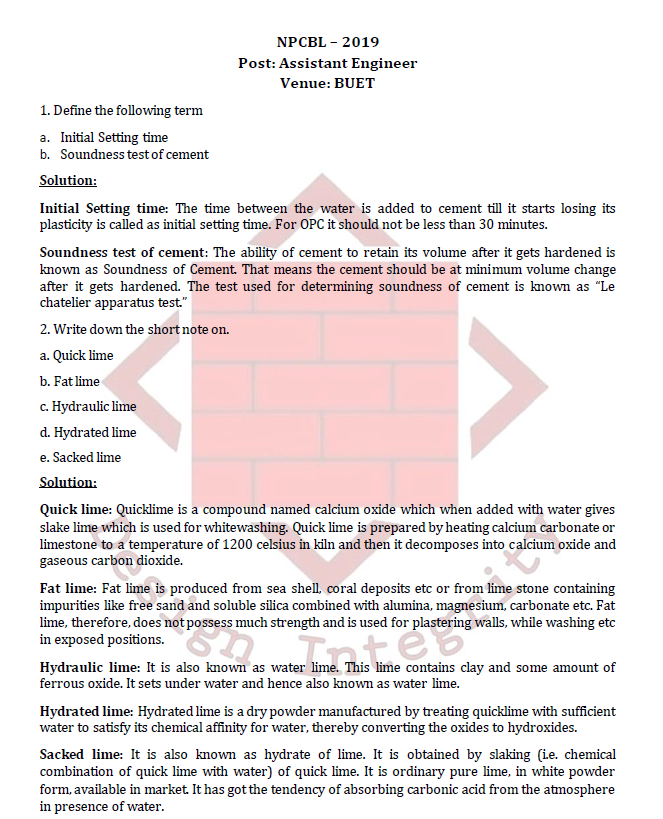 NPCBL – 2019
Post: Assistant Engineer
Venue: BUET
1. Define the following term
a. Initial Setting time
b. Soundness test of cement
Solution:
Initial Setting time: The time between the water is added to cement till it starts losing its
plasticity is called as initial setting time. For OPC it should not be less than 30 minutes.
Soundness test of cement: The ability of cement to retain its volume after it gets hardened is
known as Soundness of Cement. That means the cement should be at minimum volume change
after it gets hardened. The test used for determining soundness of cement is known as “Le
chatelier apparatus test.”
2. Write down the short note on.
a. Quick lime
b. Fat lime
c. Hydraulic lime
d. Hydrated lime
e. Sacked lime
Solution:
Quick lime: Quicklime is a compound named calcium oxide which when added with water gives
slake lime which is used for whitewashing. Quick lime is prepared by heating calcium carbonate or
limestone to a temperature of 1200 celsius in kiln and then it decomposes into calcium oxide and
gaseous carbon dioxide.
Fat lime: Fat lime is produced from sea shell, coral deposits etc or from lime stone containing
impurities like free sand and soluble silica combined with alumina, magnesium, carbonate etc. Fat
lime, therefore, does not possess much strength and is used for plastering walls, while washing etc
in exposed positions.
Hydraulic lime: It is also known as water lime. This lime contains clay and some amount of
ferrous oxide. It sets under water and hence also known as water lime.
Hydrated lime: Hydrated lime is a dry powder manufactured by treating quicklime with sufficient
water to satisfy its chemical affinity for water, thereby converting the oxides to hydroxides.
Sacked lime: It is also known as hydrate of lime. It is obtained by slaking (i.e. chemical
combination of quick lime with water) of quick lime. It is ordinary pure lime, in white powder
form, available in market. It has got the tendency of absorbing carbonic acid from the atmosphere
in presence of water.
Design Integrity